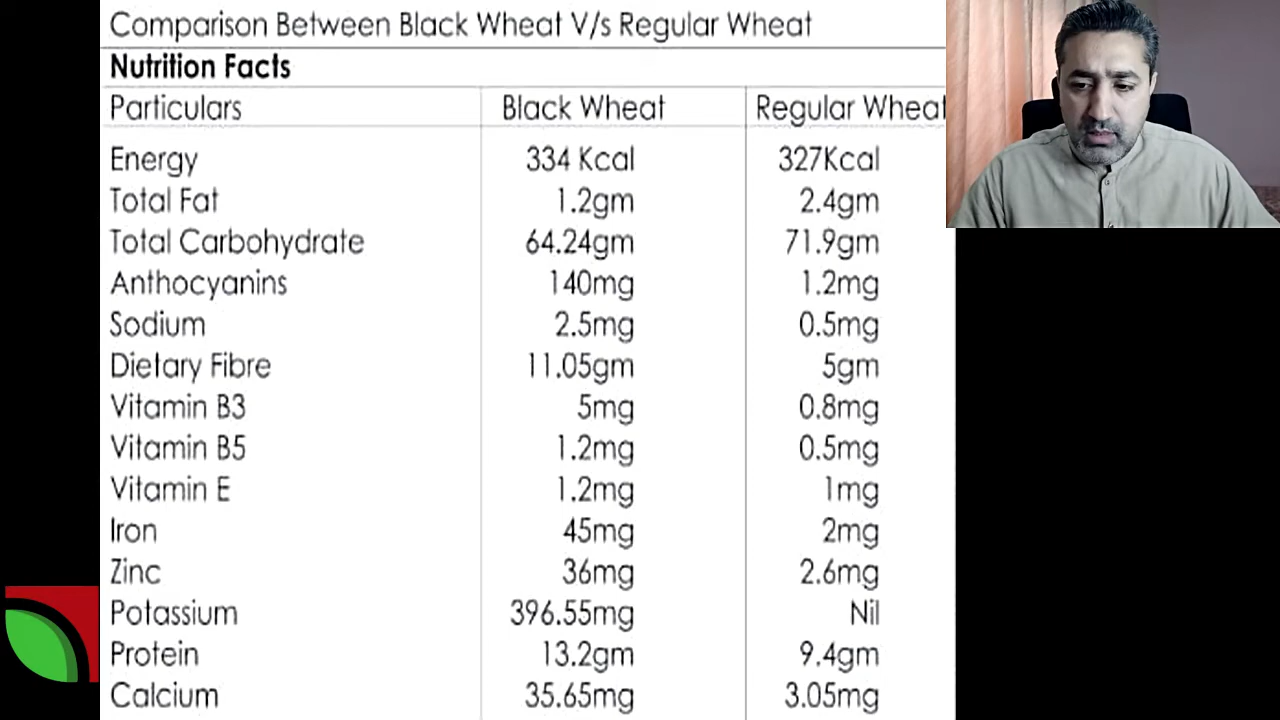 Comparison Between Black Wheat V/s Regular Wheat
Nutrition Facts
Particulars Black Wheat Regular Wheat
Energy 334 Kcal 327Kcal
Total Fat 1.2gm 2.4gm
Total Carbohydrate 64.24gm 71.9gm
Anthocyanins 140mg 1.2mg
Sodium 2.5mg 0.5mg
Dietary Fibre 11.05gm 5gm
Vitamin B3 5mg 0.8mg
Vitamin B5 1.2mg 0.5mg
Vitamin E 1.2mg 1mg
Iron 45mg 2mg
Zinc 36mg 2.6mg
Potassium 396.55mg Nil
Protein 13.2gm 9.4gm
Calcium 35.65mg 3.05mg